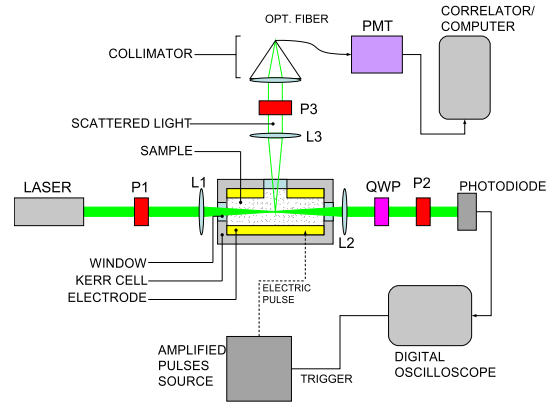 OPT. FIBER
CORRELATOR/
COMPUTER
PMT
COLLIMATOR
P3
SCATTERED LIGHT
L3
SAMPLE
LASER
P1
L1
QWP
P2
PHOTODIODE
L2
WINDOW
KERR CELL
ELECTRODE
ELECTRIC
PULSE
AMPLIFIED
PULSES
SOURCE
TRIGGER
DIGITAL
OSCILLOSCOPE